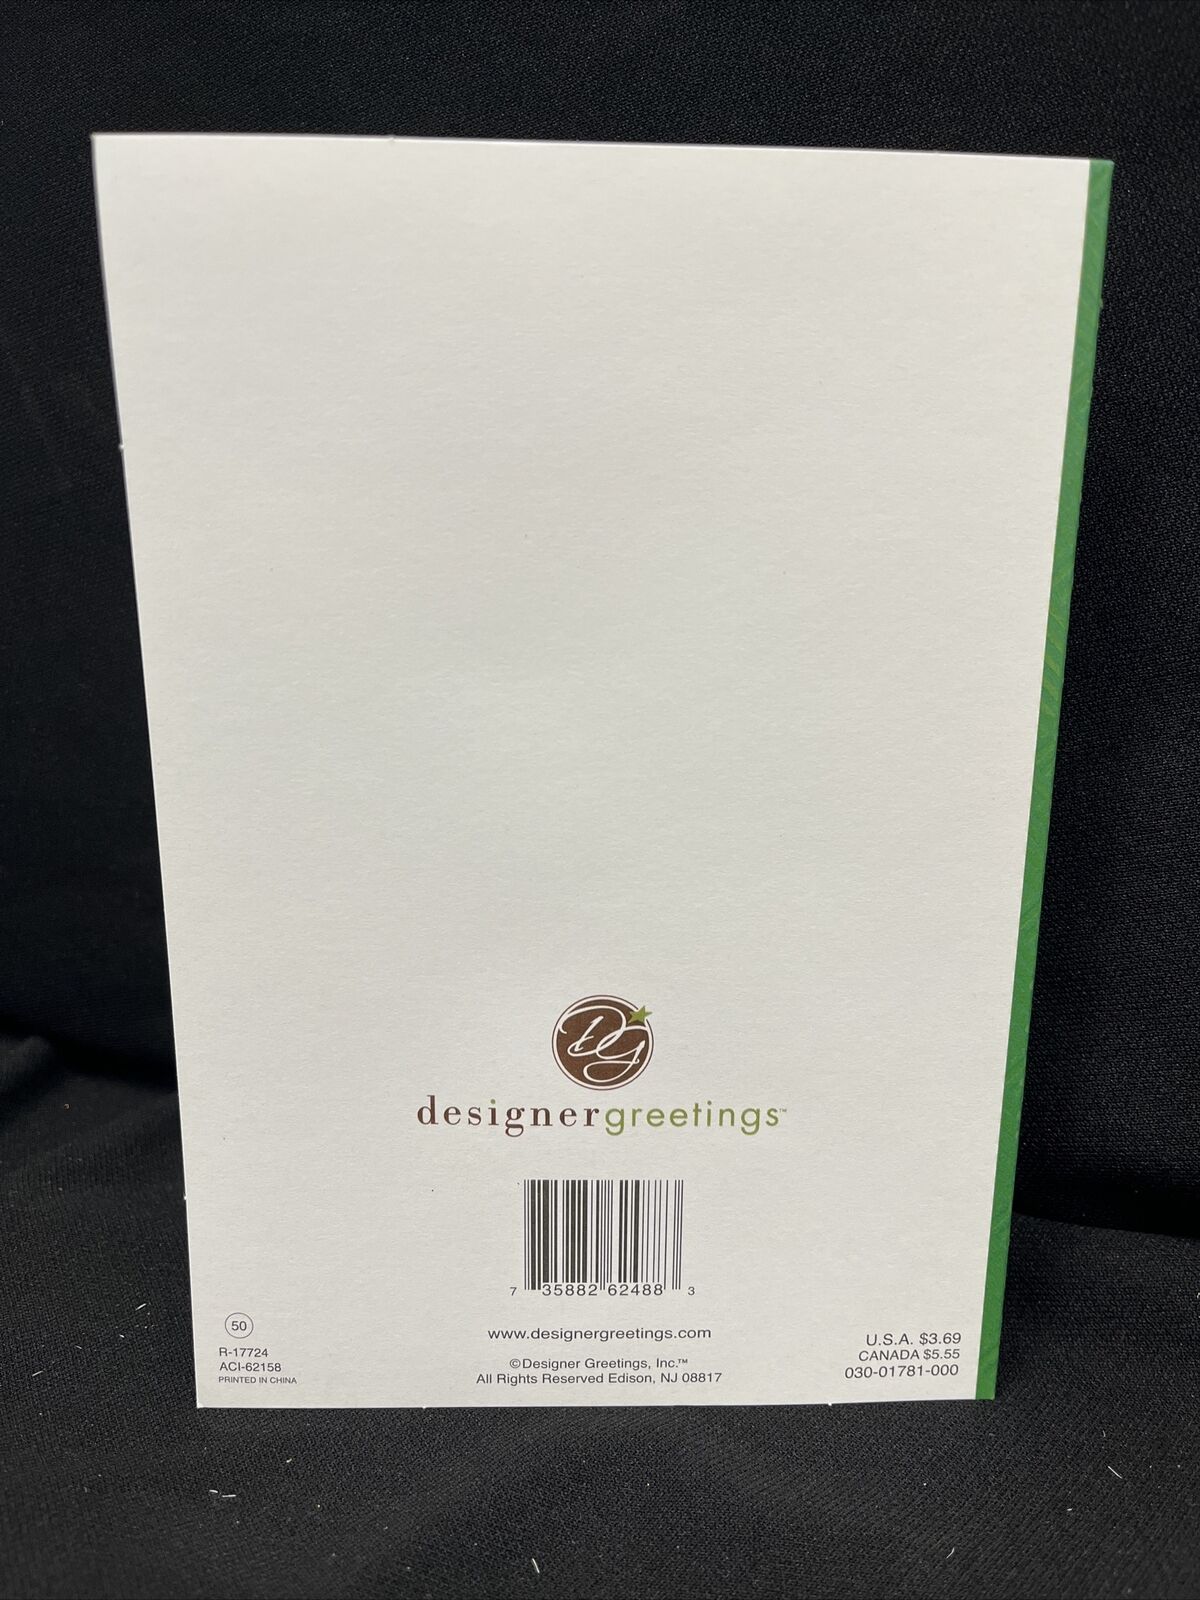 DG
designergreetings™
7 35882 62488 3
www.designergreetings.com
©Designer Greetings, Inc.™
All Rights Reserved Edison, NJ 08817
50
R-17724
ACI-62158
PRINTED IN CHINA
U.S.A. $3.69
CANADA $5.55
030-01781-000